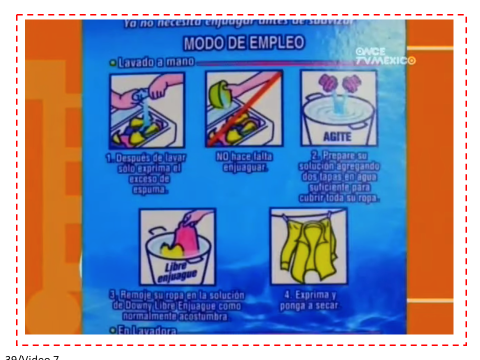 Ya no necesita enjuagar antes de suavizar
MODO DE EMPLEO
ONCE
TV MEXICO
• Lavado a mano
AGITE
1. Después de lavar
sólo exprima el
exceso de
espuma.
NO hace falta
enjuagar.
2. Prepare su
solución agregando
dos tapas en agua
suficiente para
cubrir toda su ropa.
Libre
enjuague
3. Remoje su ropa en la solución
de Downy Libre Enjuague como
normalmente acostumbra.
4. Exprima y
ponga a secar.
• En Lavadora
39/Video 7